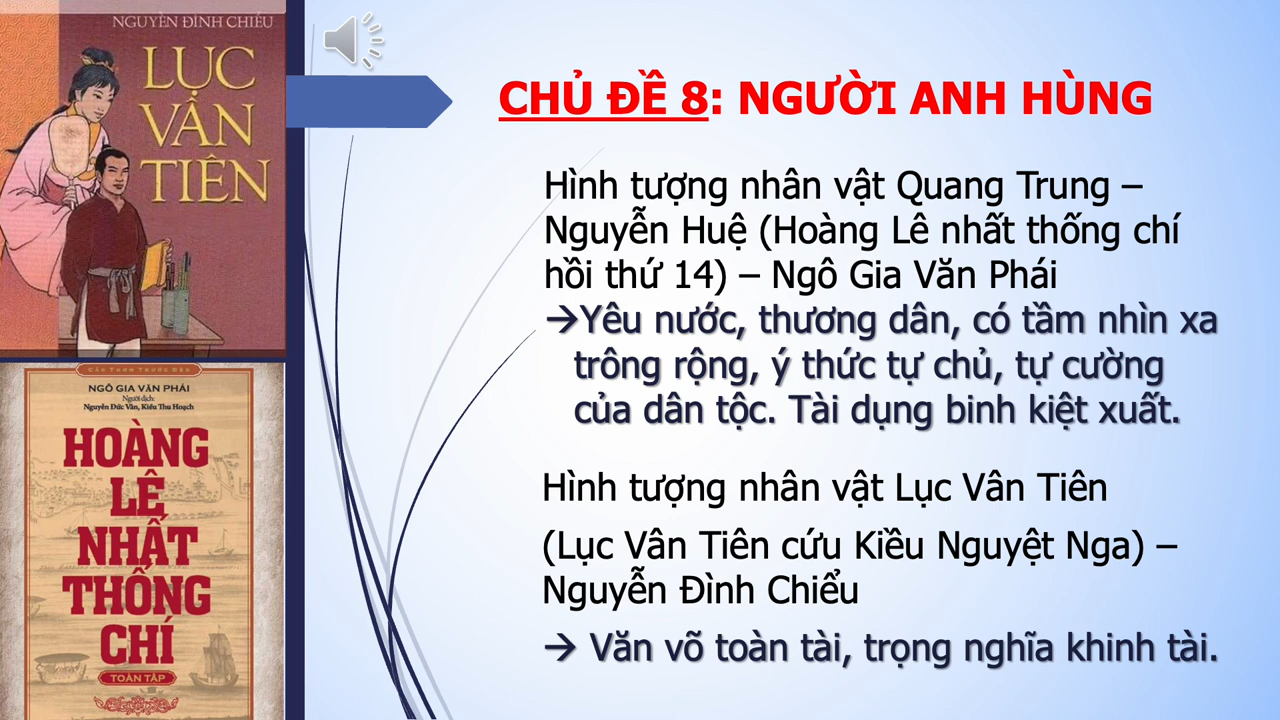 NGUYỄN ĐÌNH CHIỂU
LỤC
VÂN
TIÊN
CHỦ ĐỀ 8: NGƯỜI ANH HÙNG
Hình tượng nhân vật Quang Trung –
Nguyễn Huệ (Hoàng Lê nhất thống chí
hồi thứ 14) – Ngô Gia Văn Phái
→Yêu nước, thương dân, có tầm nhìn xa
trông rộng, ý thức tự chủ, tự cường
của dân tộc. Tài dụng binh kiệt xuất.
Hình tượng nhân vật Lục Vân Tiên
(Lục Vân Tiên cứu Kiều Nguyệt Nga) –
Nguyễn Đình Chiểu
→ Văn võ toàn tài, trọng nghĩa khinh tài.
NGÔ GIA VĂN PHÁI
Người dịch:
Nguyễn Đức Vân, Kiều Thu Hoạch
HOÀNG
LÊ
NHẤT
THỐNG
CHÍ
TOÀN TẬP